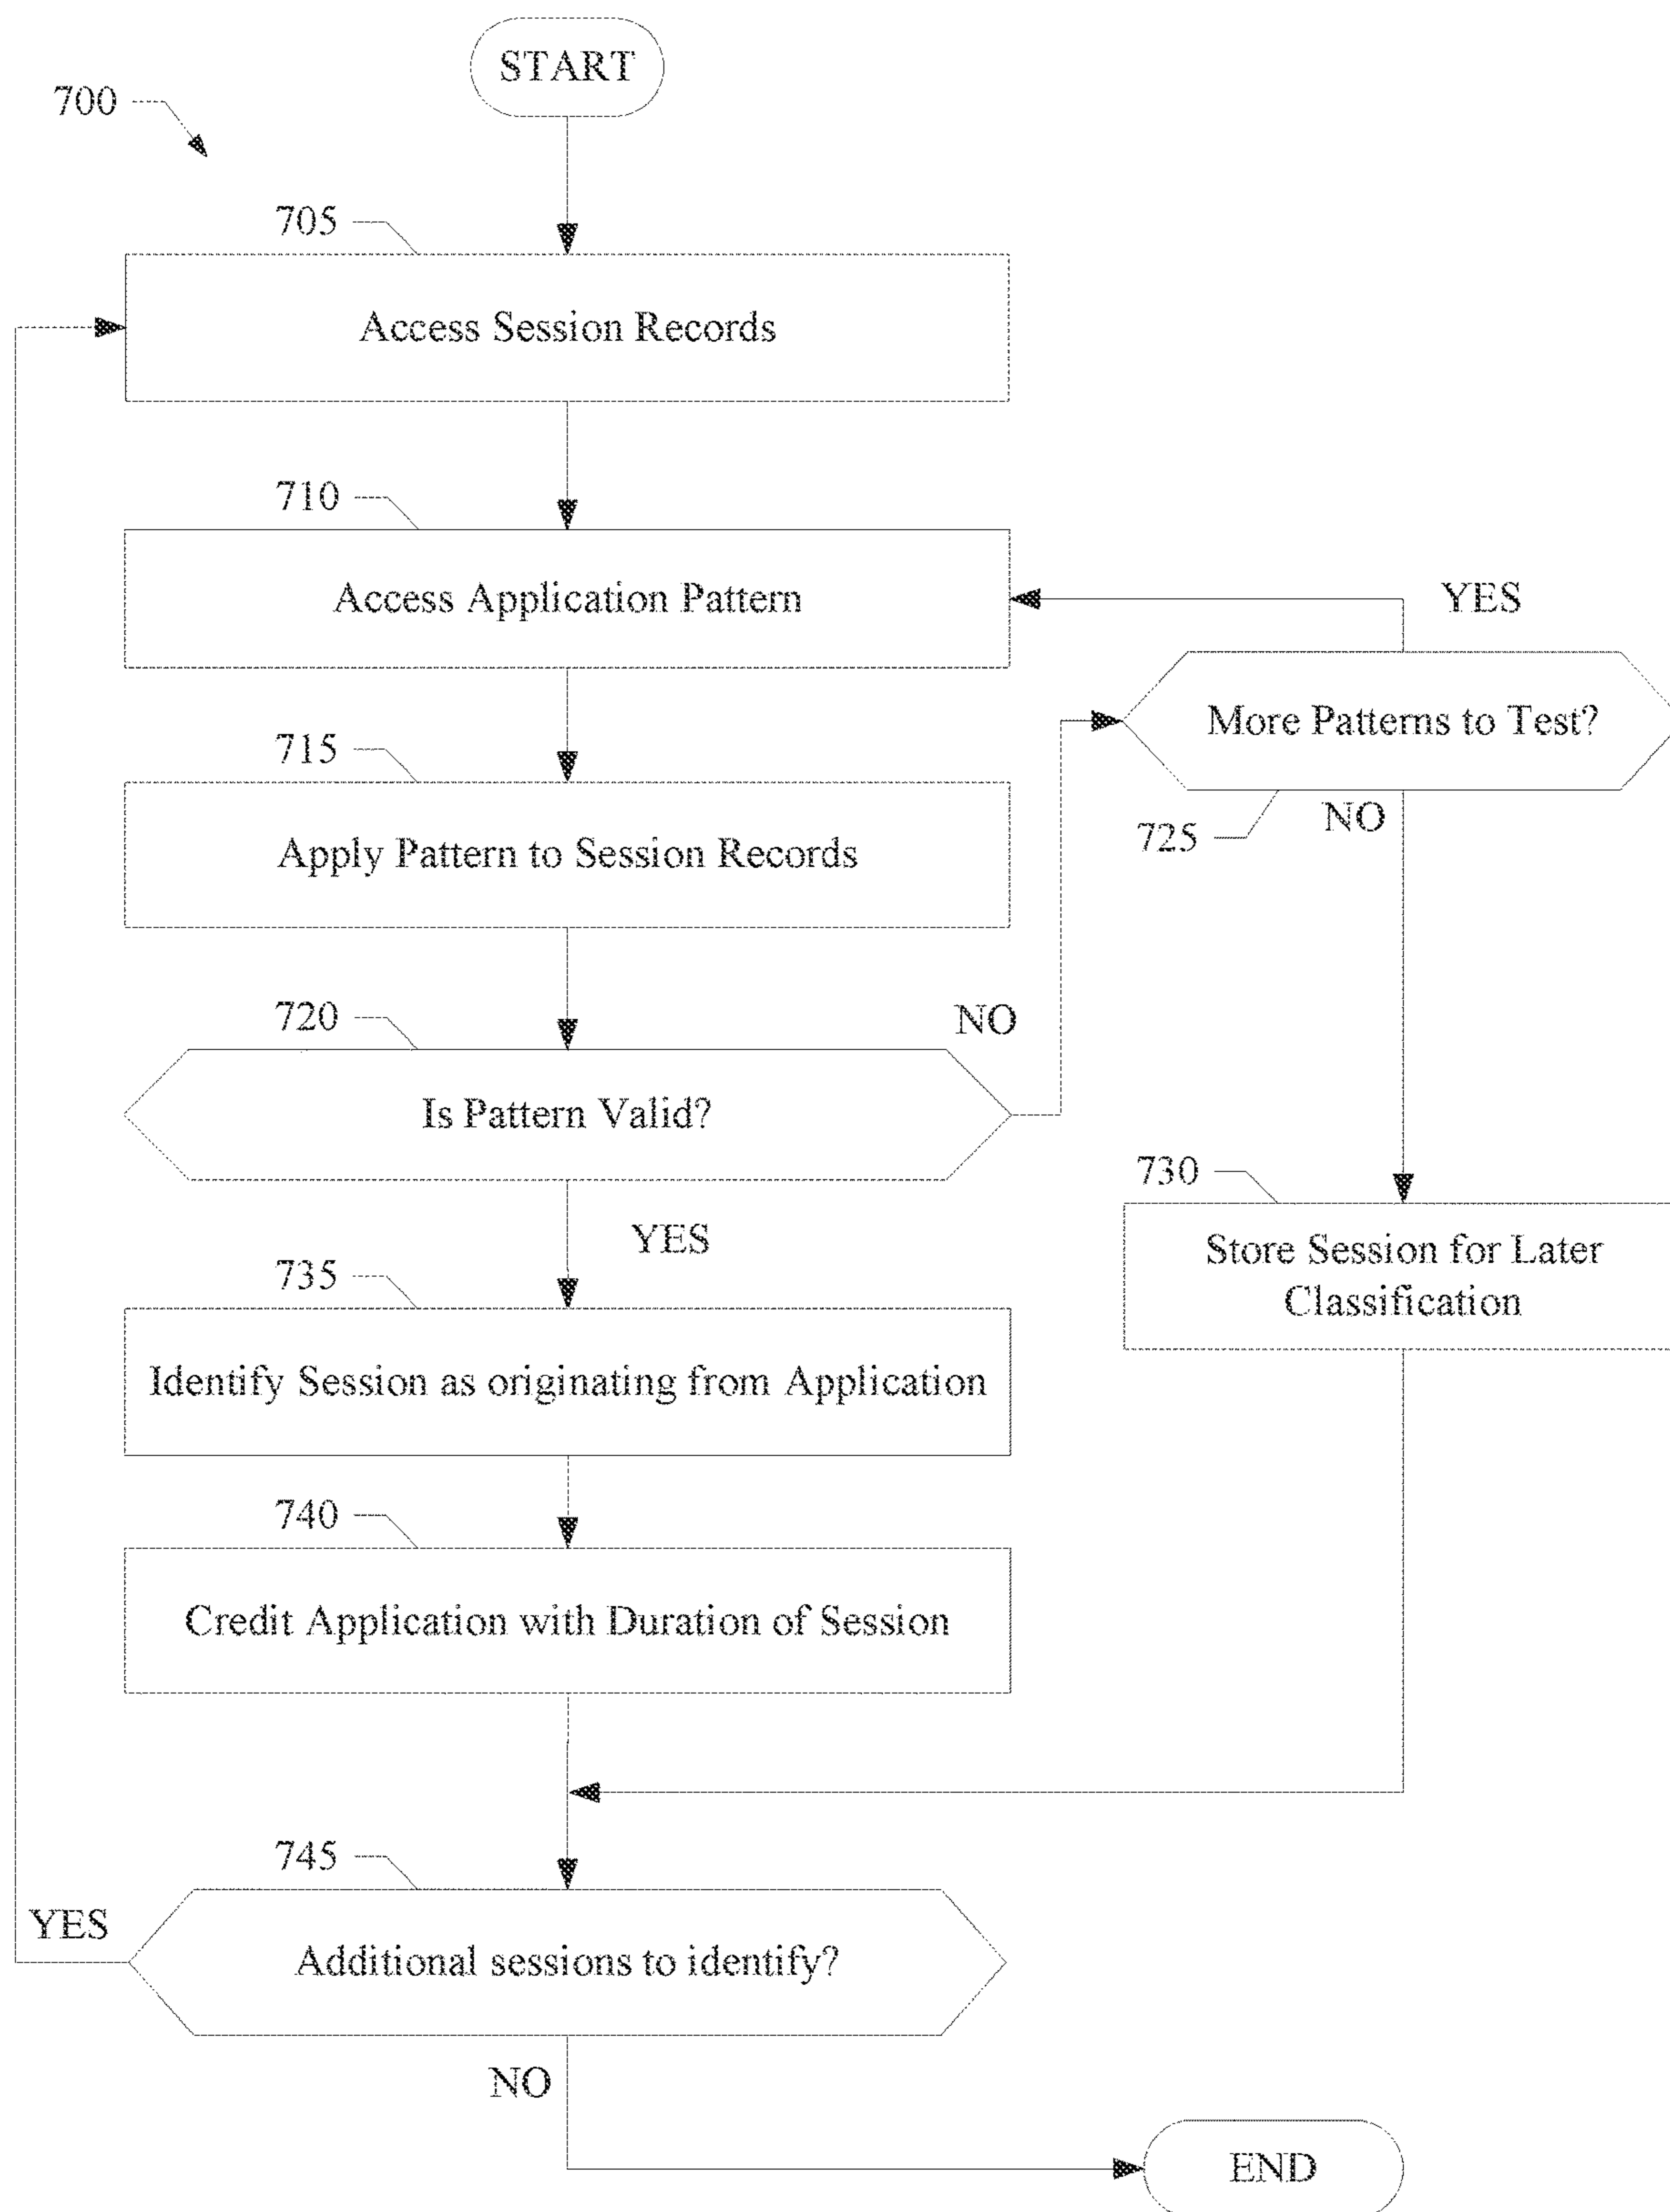 START
700
705
Access Session Records
710
Access Application Pattern
YES
More Patterns to Test?
715
725
NO
Apply Pattern to Session Records
720
NO
Is Pattern Valid?
YES
730
Store Session for Later
Classification
735
Identify Session as originating from Application
740
Credit Application with Duration of Session
745
YES
Additional sessions to identify?
NO
END